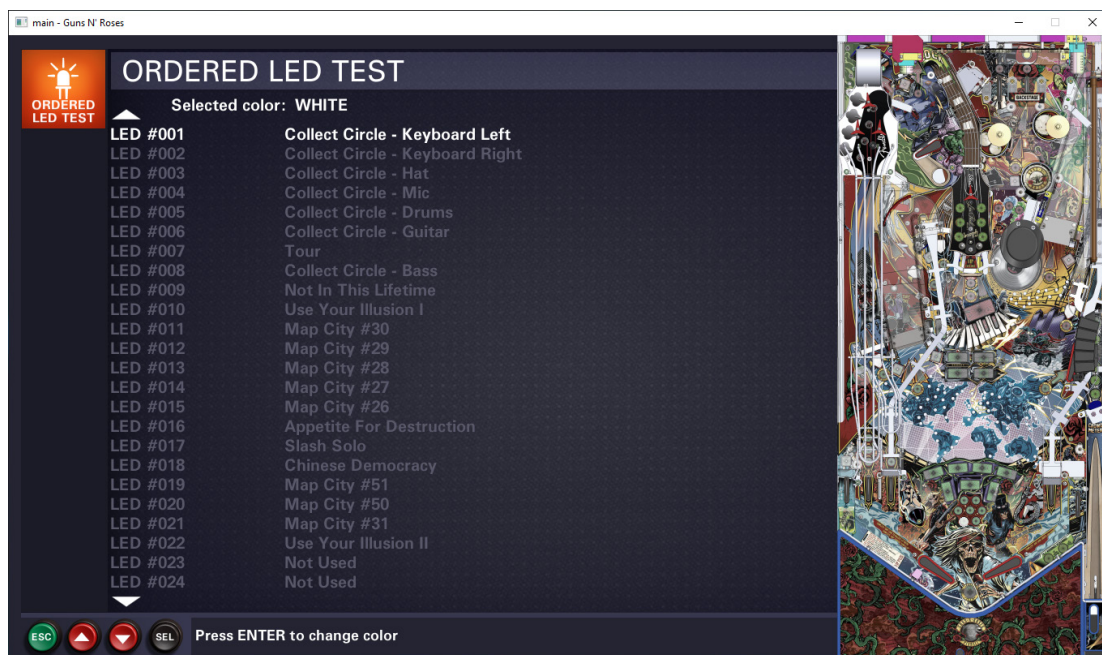 main - Guns N' Roses
ORDERED LED TEST
ORDERED
LED TEST
Selected color: WHITE
LED #001 Collect Circle - Keyboard Left
LED #002 Collect Circle - Keyboard Right
LED #003 Collect Circle - Hat
LED #004 Collect Circle - Mic
LED #005 Collect Circle - Drums
LED #006 Collect Circle - Guitar
LED #007 Tour
LED #008 Collect Circle - Bass
LED #009 Not In This Lifetime
LED #010 Use Your Illusion I
LED #011 Map City #30
LED #012 Map City #29
LED #013 Map City #28
LED #014 Map City #27
LED #015 Map City #26
LED #016 Appetite For Destruction
LED #017 Slash Solo
LED #018 Chinese Democracy
LED #019 Map City #51
LED #020 Map City #50
LED #021 Map City #31
LED #022 Use Your Illusion II
LED #023 Not Used
LED #024 Not Used
ESC
SEL
Press ENTER to change color
BACKSTAGE